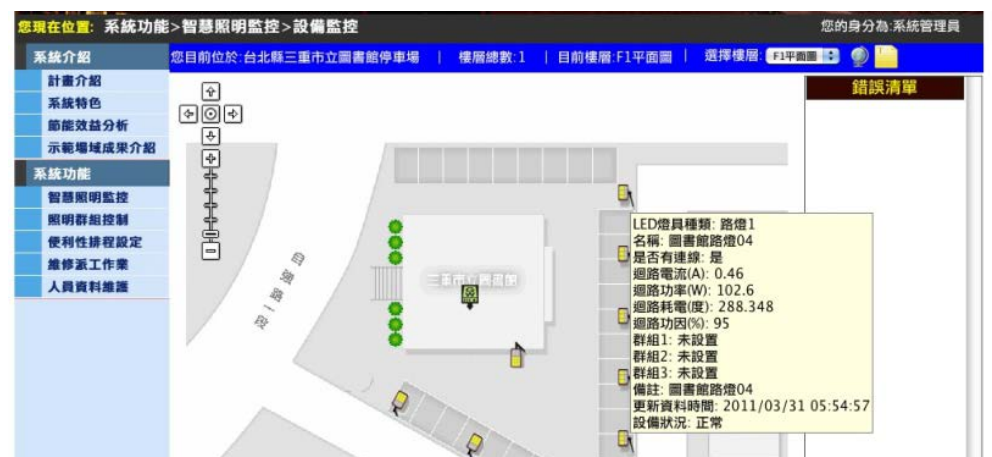 您現在位置: 系統功能>智慧照明監控>設備監控
您的身分為:系統管理員
系統介紹
計畫介紹
系統特色
節能效益分析
示範場域成果介紹
系統功能
智慧照明監控
照明群組控制
便利性排程設定
維修派工作業
人員資料維護
您目前位於:台北縣三重市立圖書館停車場 | 樓層總數:1 | 目前樓層:F1平面圖 | 選擇樓層: F1平面圖
錯誤清單
自強路一段
三重市立圖書館
LED燈具種類: 路燈1
名稱: 圖書館路燈04
是否有連線: 是
迴路電流(A): 0.46
迴路功率(W): 102.6
迴路耗電(度): 288.348
迴路功因(%): 95
群組1: 未設置
群組2: 未設置
群組3: 未設置
備註: 圖書館路燈04
更新資料時間: 2011/03/31 05:54:57
設備狀況: 正常